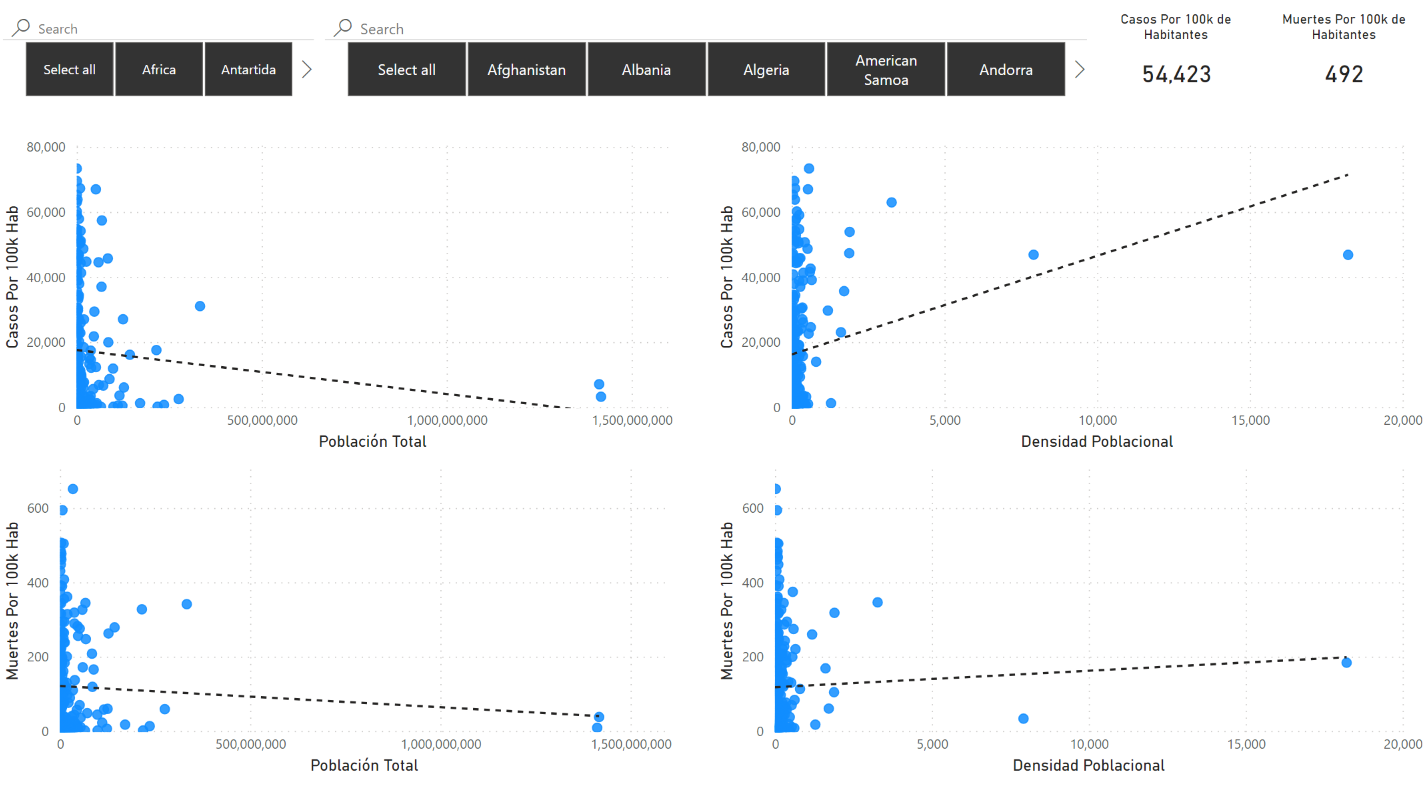 Search
Search
Select all
Africa
Antartida
Select all
Afghanistan
Albania
Algeria
American
Samoa
Andorra
Casos Por 100k de
Habitantes
54,423
Muertes Por 100k de
Habitantes
492
Casos Por 100k Hab
80,000
60,000
40,000
20,000
0
0
500,000,000
1,000,000,000
1,500,000,000
Población Total
Casos Por 100k Hab
80,000
60,000
40,000
20,000
0
0
5,000
10,000
15,000
20,000
Densidad Poblacional
Muertes Por 100k Hab
600
400
200
0
0
500,000,000
1,000,000,000
1,500,000,000
Población Total
Muertes Por 100k Hab
600
400
200
0
0
5,000
10,000
15,000
20,000
Densidad Poblacional